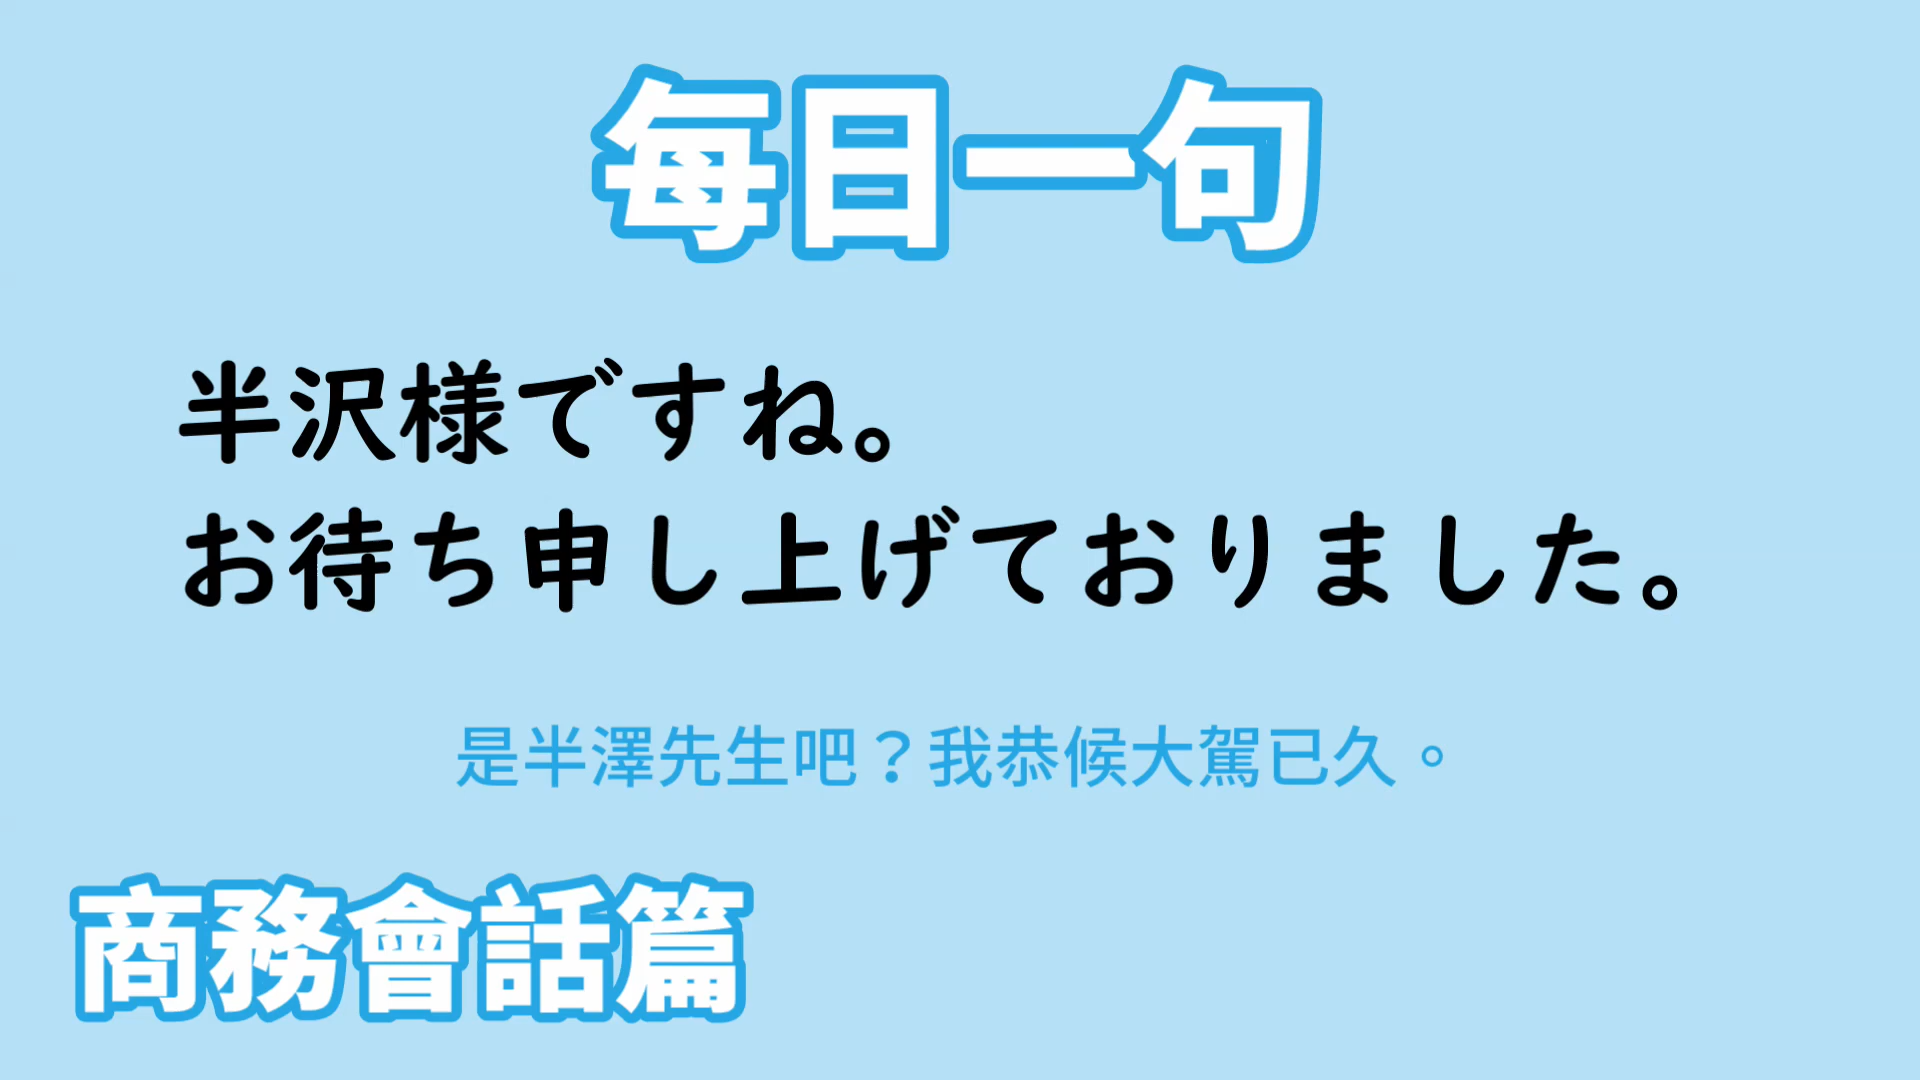 每日一句
半沢様ですね。
お待ち申し上げておりました。
是半澤先生吧？我恭候大駕已久。
商務會話篇